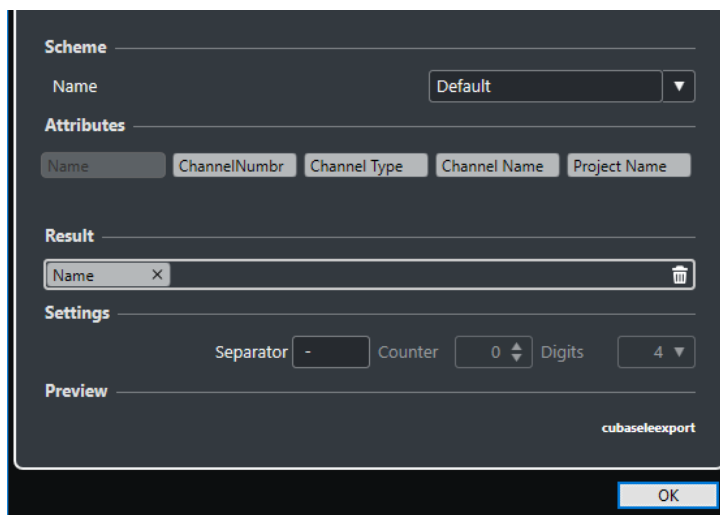 Scheme
Name Default
Attributes
Name ChannelNumbr Channel Type Channel Name Project Name
Result
Name
Settings
Separator - Counter 0 Digits 4
Preview
cubaseleexport
OK